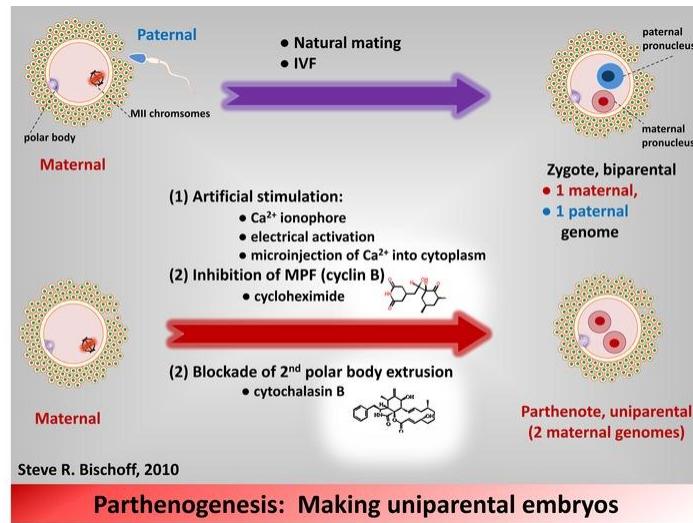 Paternal
● Natural mating
● IVF
paternal
pronucleus
MII chromsomes
polar body
maternal
pronucleus
Maternal
Zygote, biparental
● 1 maternal,
● 1 paternal
genome
(1) Artificial stimulation:
● Ca²⁺ ionophore
● electrical activation
● microinjection of Ca²⁺ into cytoplasm
(2) Inhibition of MPF (cyclin B)
● cycloheximide
(2) Blockade of 2nd polar body extrusion
● cytochalasin B
Maternal
Parthenote, uniparental
(2 maternal genomes)
Steve R. Bischoff, 2010
Parthenogenesis: Making uniparental embryos